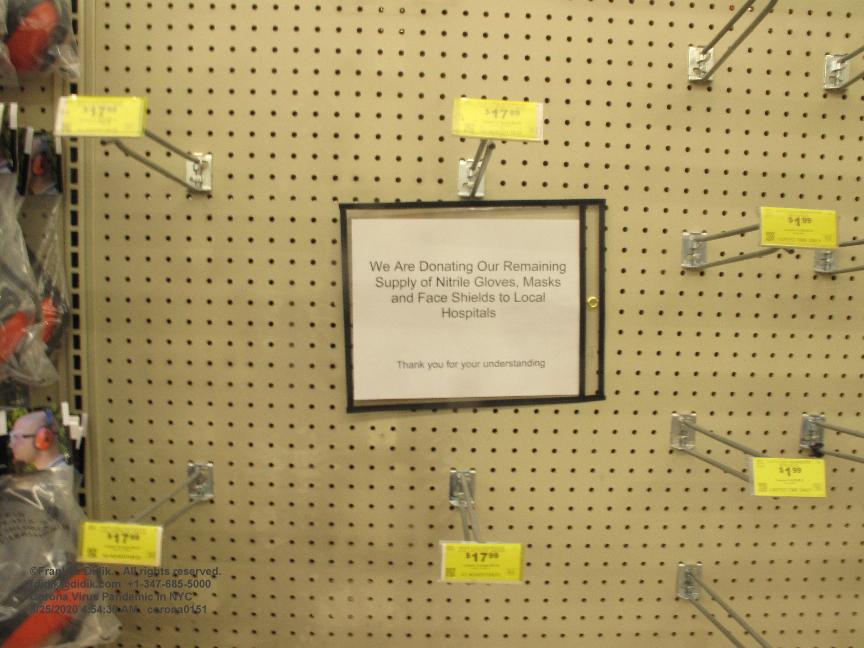 $17.99
$17.99
$1.99
We Are Donating Our Remaining
Supply of Nitrile Gloves, Masks
and Face Shields to Local
Hospitals
Thank you for your understanding
$1.99
$17.99
$17.99
All rights reserved.
+1-347-685-5000
Corona Virus Pandemic in NYC
corona0151